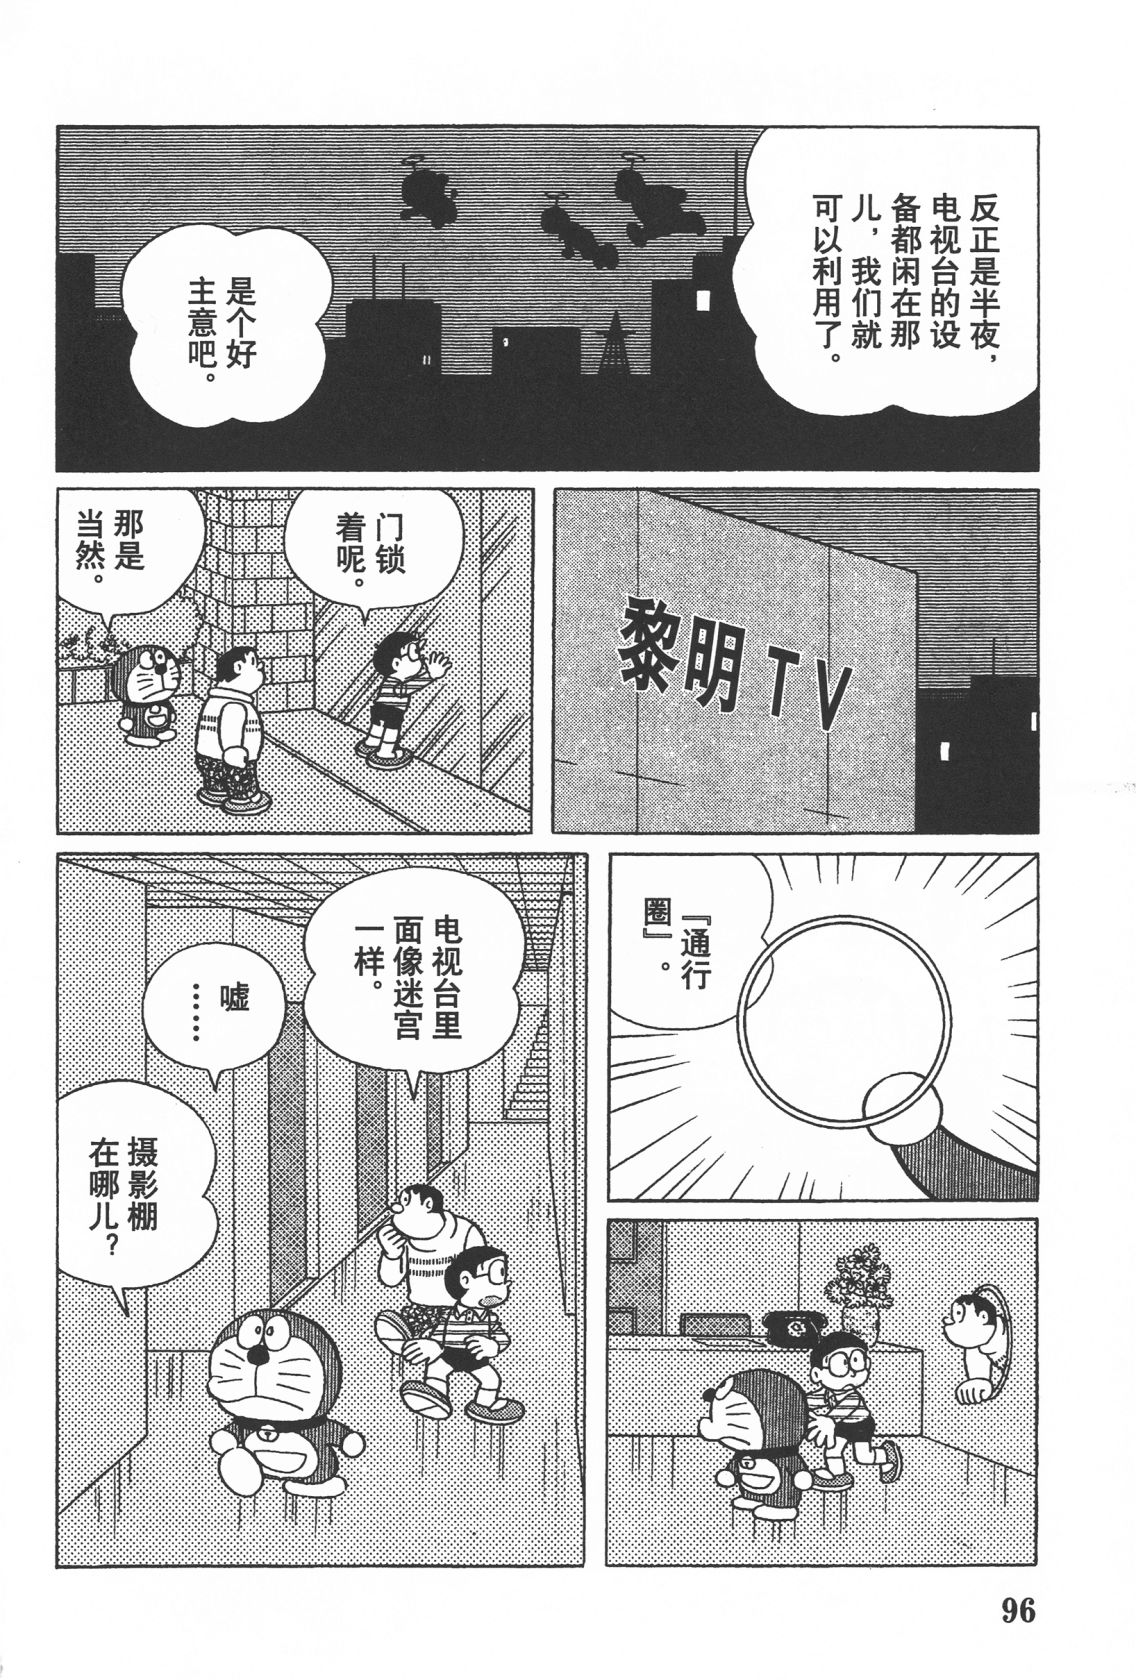 反正是半夜，
电视台的设
备都闲在那
儿，我们就
可以利用了。
是个好
主意吧。
黎明TV
门锁
着呢。
那是
当然。
『通行
圈』。
电视台里
面像迷宫
一样。
嘘
……
摄影棚
在哪儿？
96